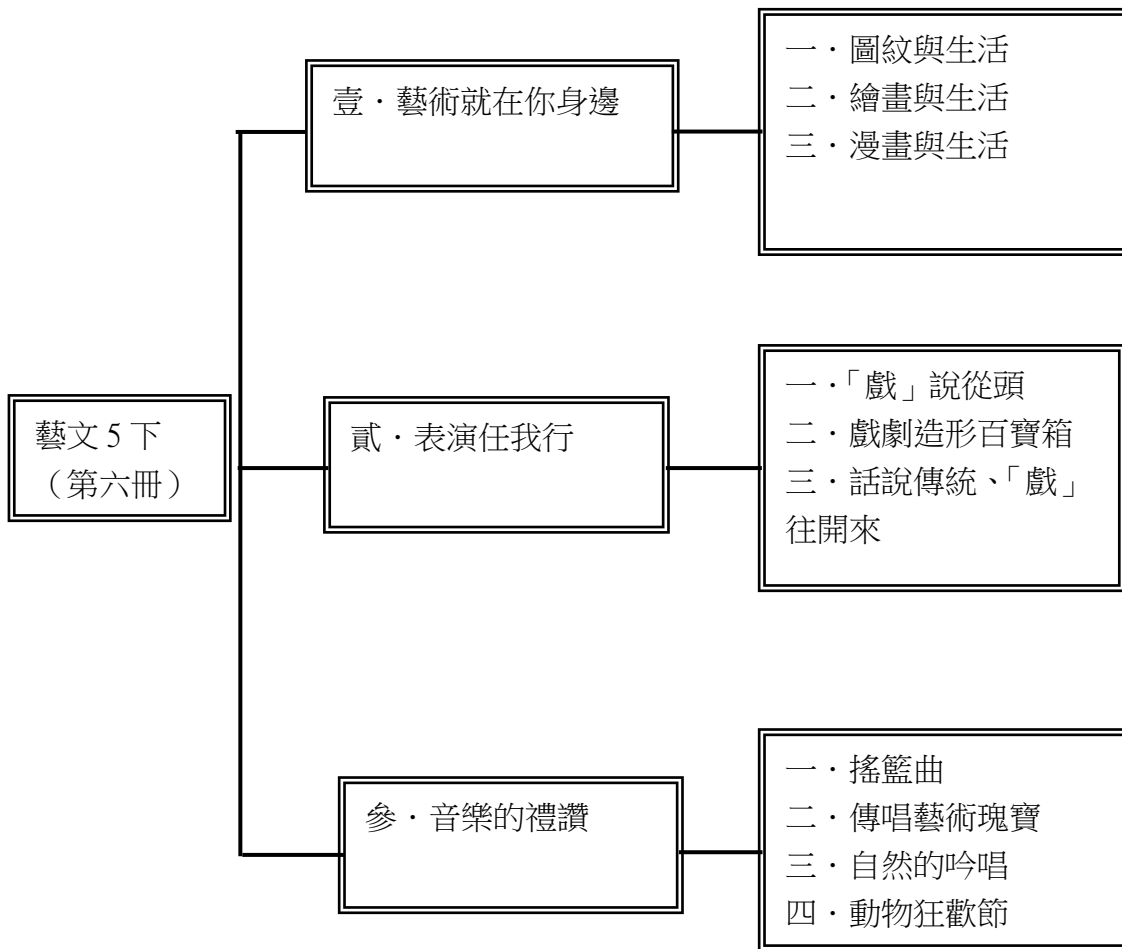 藝文 5 下
（第六冊）
壹．藝術就在你身邊
一．圖紋與生活
二．繪畫與生活
三．漫畫與生活
貳．表演任我行
一．「戲」說從頭
二．戲劇造形百寶箱
三．話說傳統、「戲」
往開來
參．音樂的禮讚
一．搖籃曲
二．傳唱藝術瑰寶
三．自然的吟唱
四．動物狂歡節